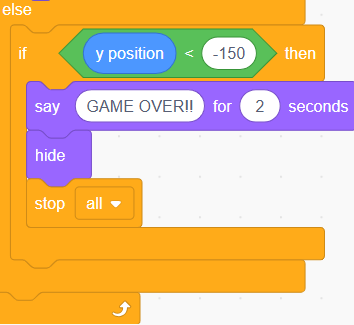 else
if y position < -150 then
say GAME OVER!! for 2 seconds
hide
stop all